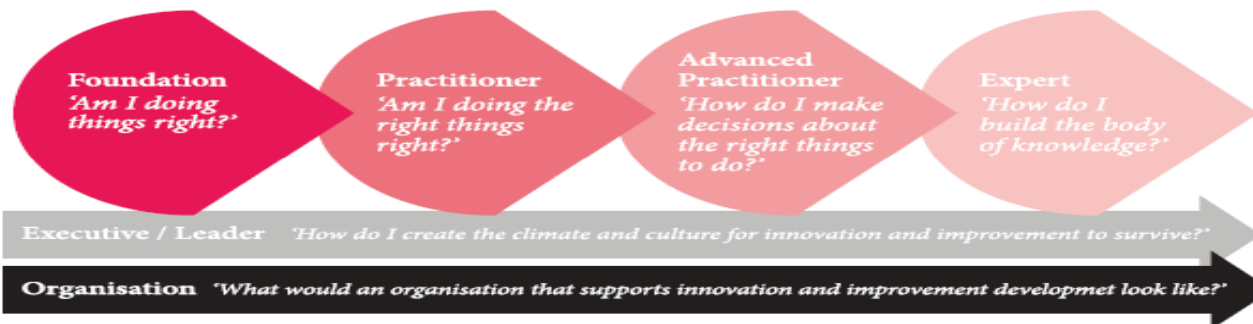 Foundation
‘Am I doing
things right?’
Practitioner
‘Am I doing the
right things
right?’
Advanced
Practitioner
‘How do I make
decisions about
the right things
to do?’
Expert
‘How do I
build the body
of knowledge?’
Executive / Leader ‘How do I create the climate and culture for innovation and improvement to survive?’
Organisation ‘What would an organisation that supports innovation and improvement developmet look like?’